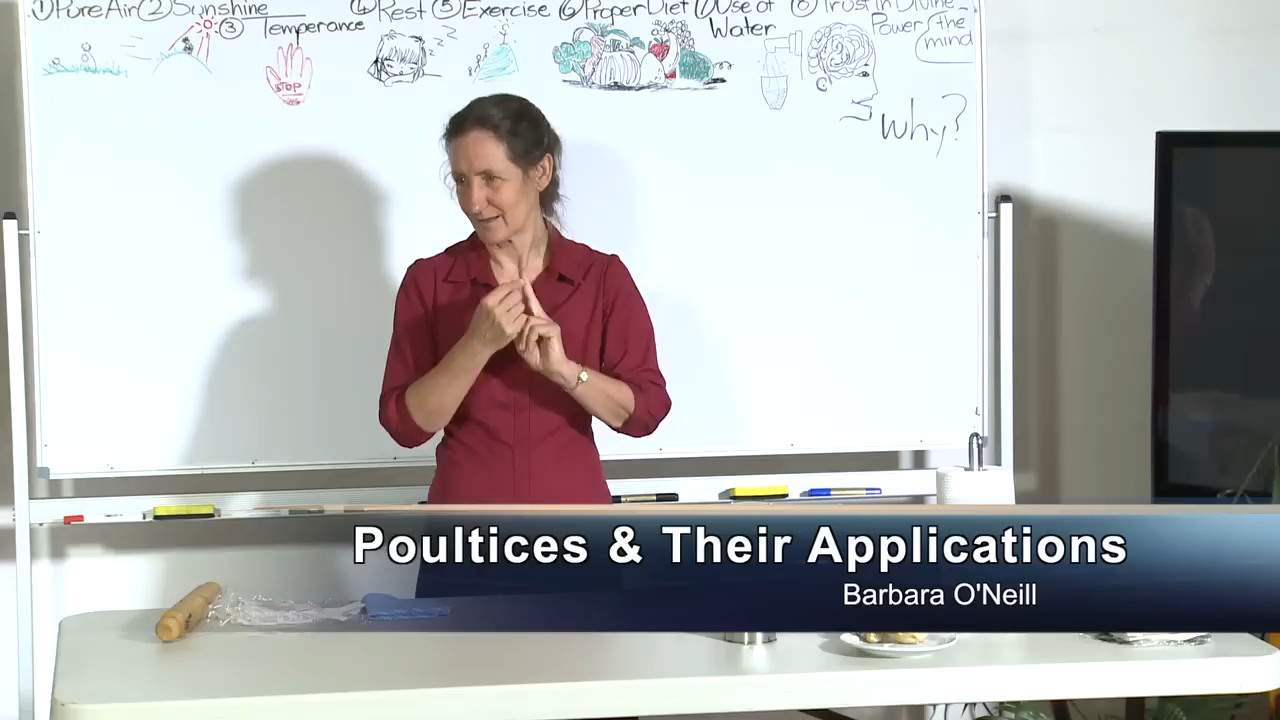 ① Pure Air ② Sunshine ④ Rest ⑤ Exercise ⑥ Proper Diet ⑦ Use of ⑧ Trust in Divine
③ Temperance Water Power / the
mind
STOP
z z z
Why?
Poultices & Their Applications
Barbara O'Neill